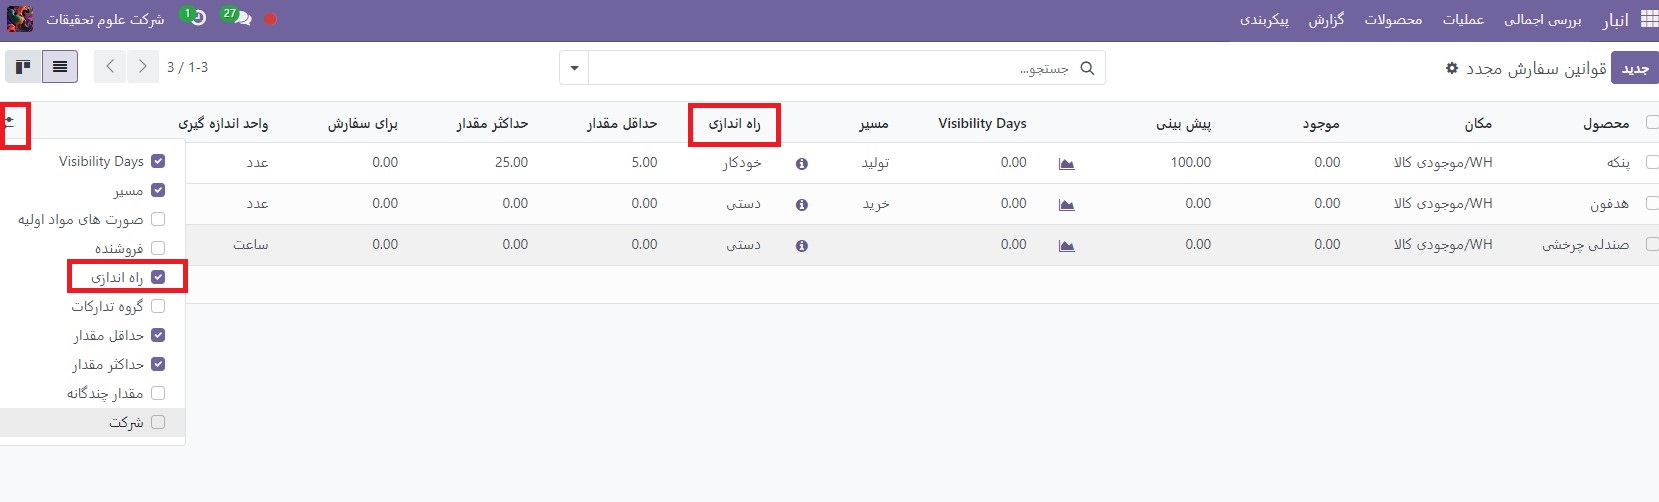 انبار بررسی اجمالی عملیات محصولات گزارش پیکربندی 27 1 شرکت علوم تحقیقات
جدید قوانین سفارش مجدد جستجو... 1-3 / 3
محصول مکان موجود پیش بینی Visibility Days مسیر راه اندازی حداقل مقدار حداکثر مقدار برای سفارش واحد اندازه گیری
پنکه WH/موجودی کالا 0.00 100.00 0.00 تولید خودکار 5.00 25.00 0.00 عدد
هدفون WH/موجودی کالا 0.00 0.00 0.00 خرید دستی 0.00 0.00 0.00 عدد
صندلی چرخشی WH/موجودی کالا 0.00 0.00 0.00 دستی 0.00 0.00 0.00 ساعت
Visibility Days
مسیر
صورت های مواد اولیه
فروشنده
راه اندازی
گروه تدارکات
حداقل مقدار
حداکثر مقدار
مقدار چندگانه
شرکت